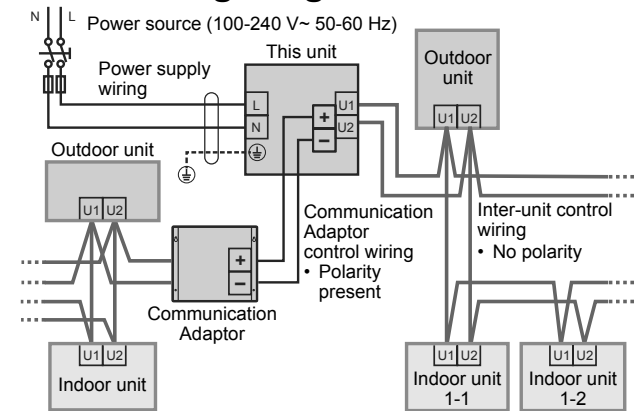 N L
Power source (100-240 V~ 50-60 Hz)
This unit
Power supply
wiring
L
N
+
−
U1
U2
Outdoor
unit
U1 U2
Outdoor unit
U1 U2
Communication
Adaptor
control wiring
• Polarity
present
Inter-unit control
wiring
• No polarity
+
−
Communication
Adaptor
U1 U2
Indoor unit
U1 U2
Indoor unit
1-1
U1 U2
Indoor unit
1-2